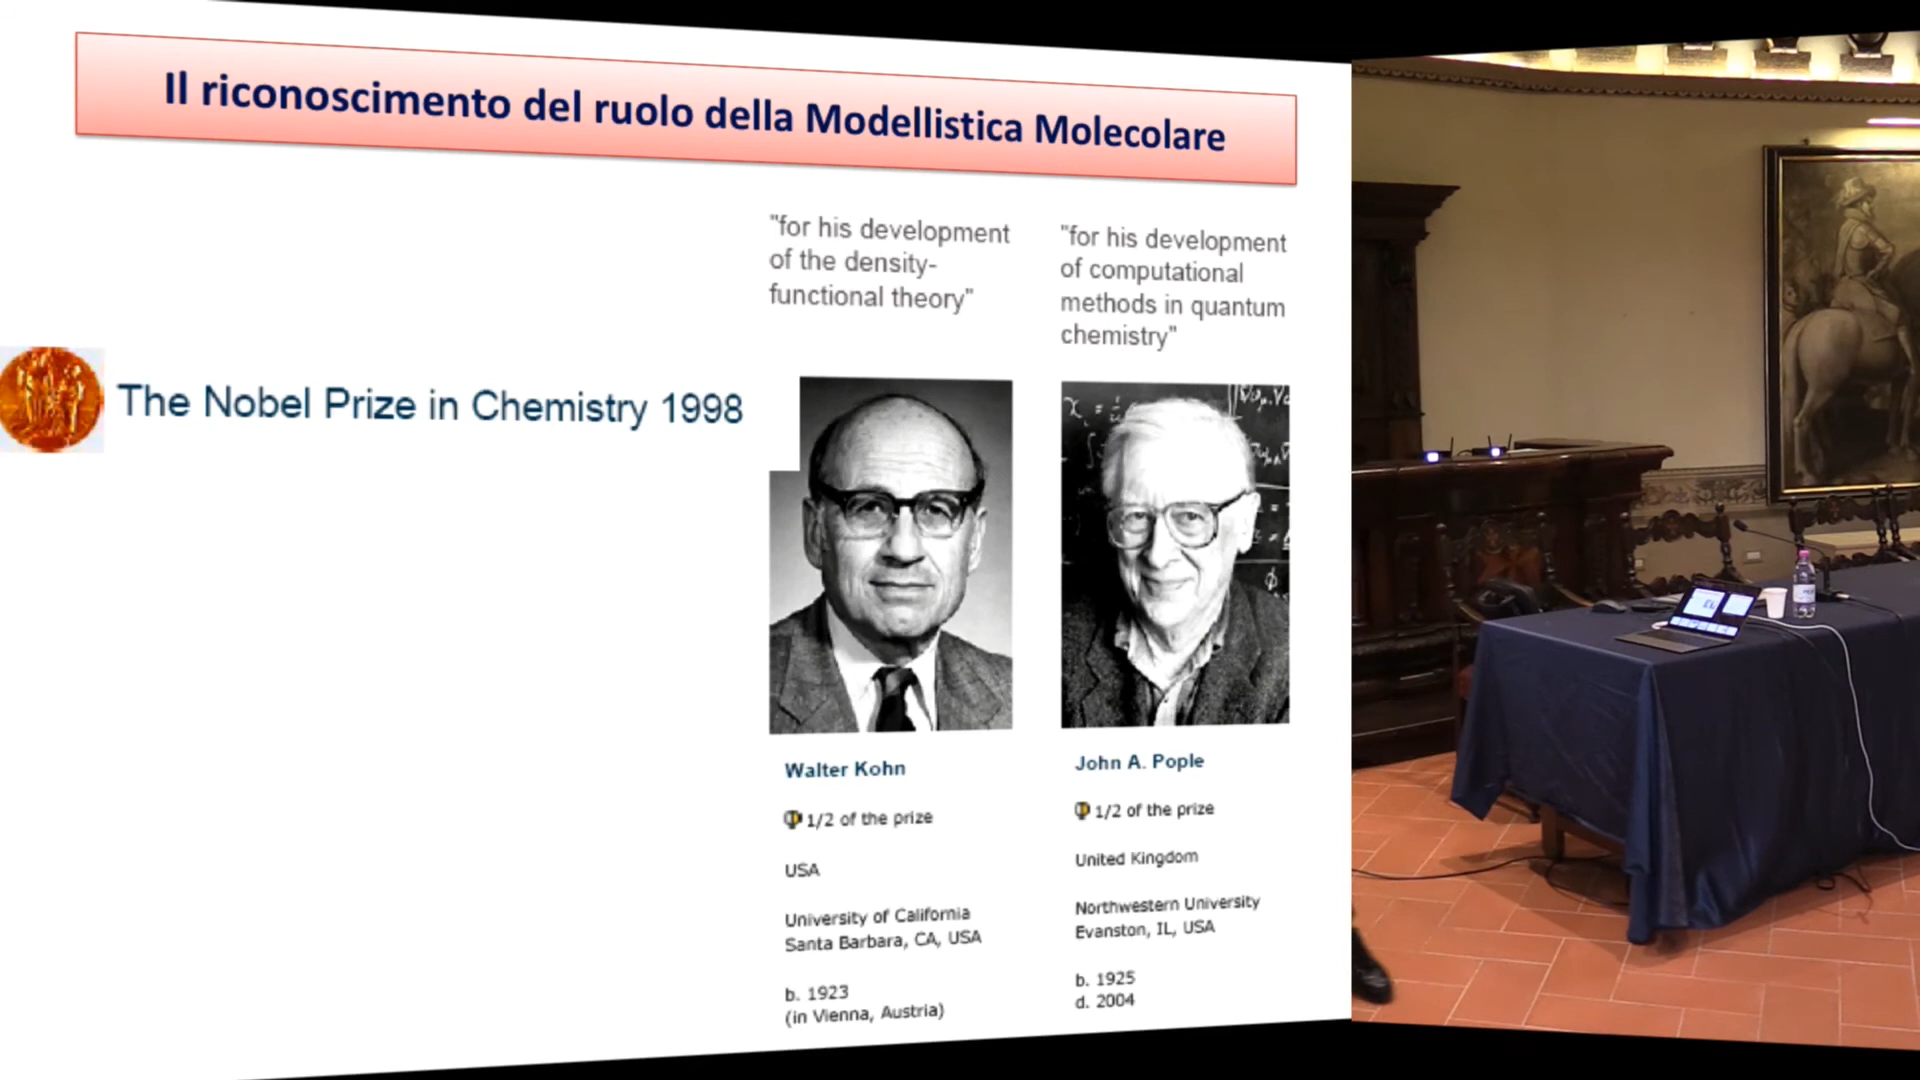 Il riconoscimento del ruolo della Modellistica Molecolare
"for his development
of the density-
functional theory"
"for his development
of computational
methods in quantum
chemistry"
The Nobel Prize in Chemistry 1998
Walter Kohn
1/2 of the prize
USA
University of California
Santa Barbara, CA, USA
b. 1923
(in Vienna, Austria)
John A. Pople
1/2 of the prize
United Kingdom
Northwestern University
Evanston, IL, USA
b. 1925
d. 2004